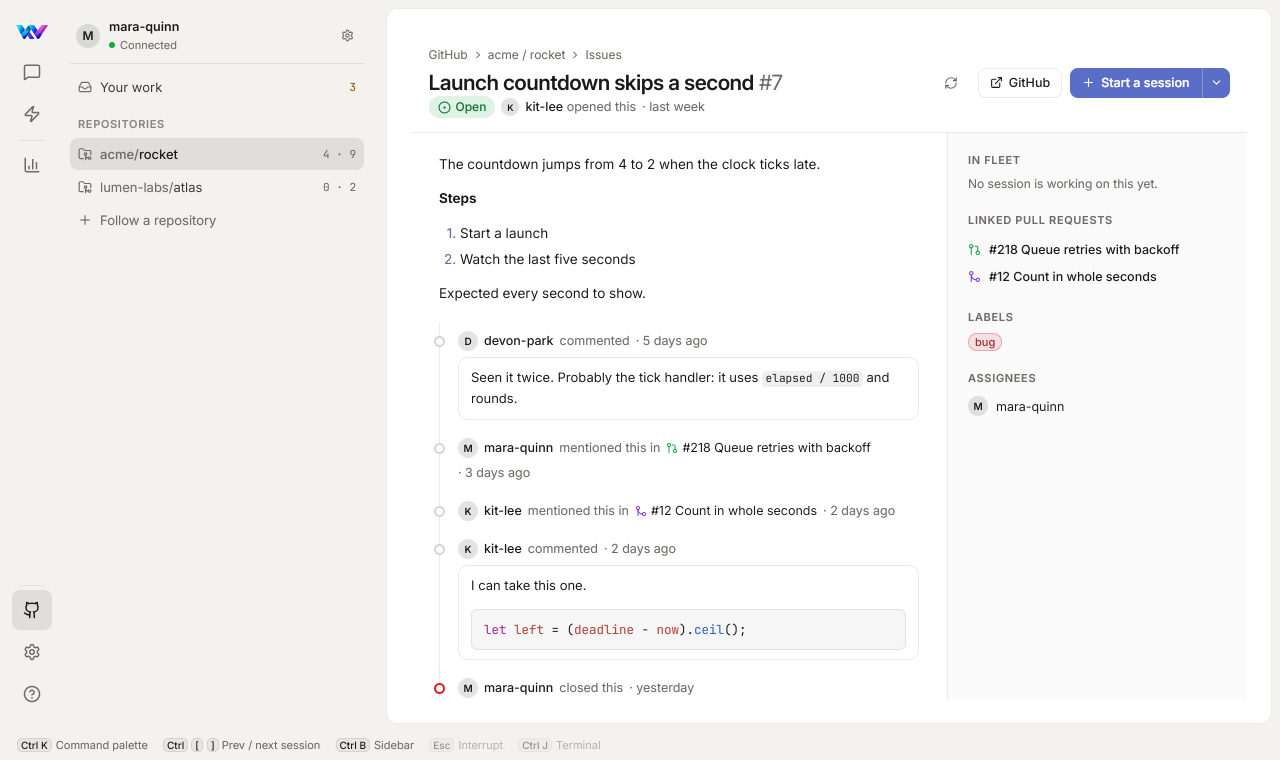 M mara-quinn
Connected
Your work 3
REPOSITORIES
acme/rocket 4 · 9
lumen-labs/atlas 0 · 2
Follow a repository
GitHub > acme / rocket > Issues
Launch countdown skips a second #7
GitHub
Start a session
Open K kit-lee opened this · last week
The countdown jumps from 4 to 2 when the clock ticks late.
Steps
1. Start a launch
2. Watch the last five seconds
Expected every second to show.
D devon-park commented · 5 days ago
Seen it twice. Probably the tick handler: it uses elapsed / 1000 and
rounds.
M mara-quinn mentioned this in #218 Queue retries with backoff
· 3 days ago
K kit-lee mentioned this in #12 Count in whole seconds · 2 days ago
K kit-lee commented · 2 days ago
I can take this one.
let left = (deadline - now).ceil();
M mara-quinn closed this · yesterday
IN FLEET
No session is working on this yet.
LINKED PULL REQUESTS
#218 Queue retries with backoff
#12 Count in whole seconds
LABELS
bug
ASSIGNEES
M mara-quinn
Ctrl K Command palette · Ctrl [ ] Prev / next session · Ctrl B Sidebar · Esc Interrupt · Ctrl J Terminal